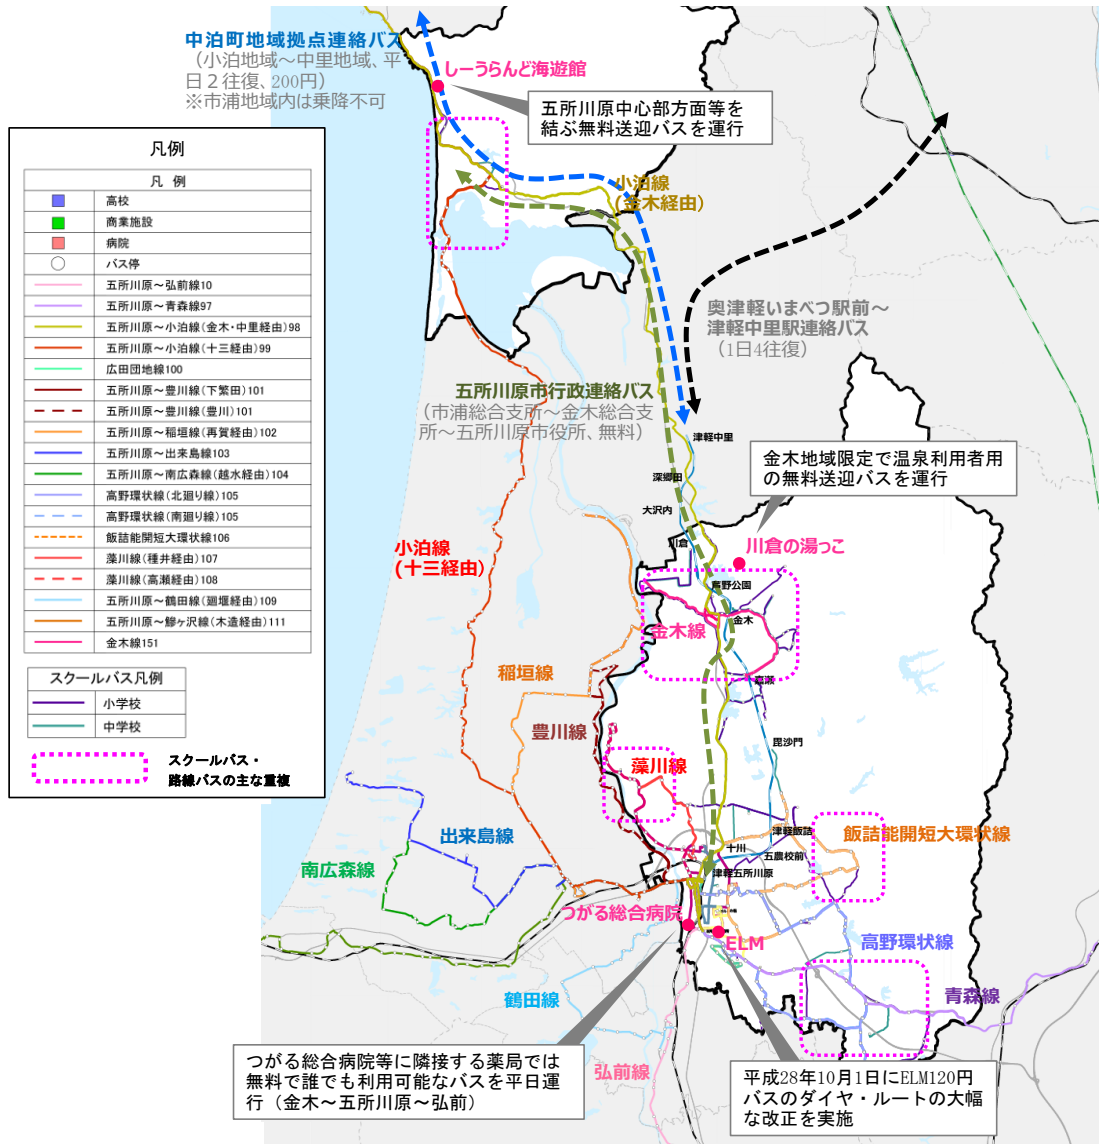 中泊町地域拠点連絡バス
（小泊地域～中里地域、平
日２往復、200円）
※市浦地域内は乗降不可
しーうらんど海遊館
五所川原中心部方面等を
結ぶ無料送迎バスを運行
凡例
凡 例
高校
商業施設
病院
バス停
五所川原～弘前線10
五所川原～青森線97
五所川原～小泊線(金木・中里経由)98
五所川原～小泊線(十三経由)99
広田団地線100
五所川原～豊川線(下繁田)101
五所川原～豊川線(豊川)101
五所川原～稲垣線(再賀経由)102
五所川原～出来島線103
五所川原～南広森線(越水経由)104
高野環状線(北廻り線)105
高野環状線(南廻り線)105
飯詰能開短大環状線106
藻川線(種井経由)107
藻川線(高瀬経由)108
五所川原～鶴田線(廻堰経由)109
五所川原～鰺ヶ沢線(木造経由)111
金木線151
スクールバス凡例
小学校
中学校
スクールバス・
路線バスの主な重複
小泊線
(金木経由)
奥津軽いまべつ駅前～
津軽中里駅連絡バス
（1日4往復）
五所川原市行政連絡バス
（市浦総合支所～金木総合支
所～五所川原市役所、無料）
津軽中里
深郷田
大沢内
川倉
金木地域限定で温泉利用者用
の無料送迎バスを運行
川倉の湯っこ
芦野公園
金木
金木線
嘉瀬
小泊線
(十三経由)
稲垣線
豊川線
毘沙門
藻川線
津軽飯詰
飯詰能開短大環状線
十川
五農校前
津軽五所川原
出来島線
南広森線
つがる総合病院
ELM
高野環状線
青森線
鶴田線
弘前線
つがる総合病院等に隣接する薬局では
無料で誰でも利用可能なバスを平日運
行（金木～五所川原～弘前）
平成28年10月1日にELM120円
バスのダイヤ・ルートの大幅
な改正を実施